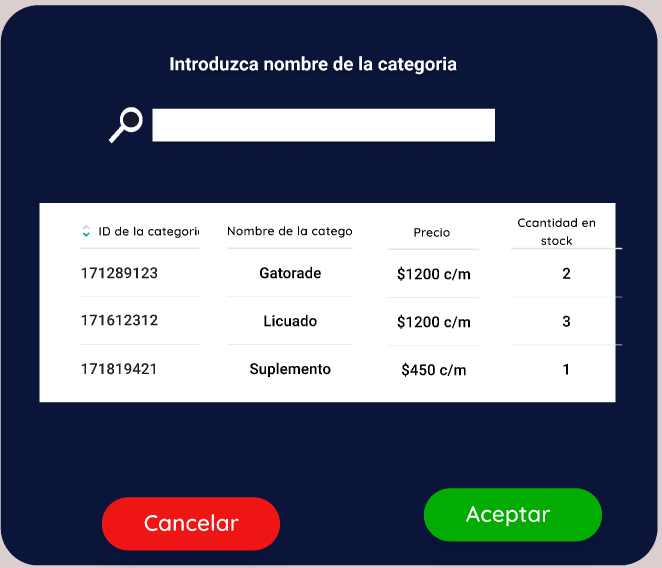 Introduzca nombre de la categoria
ID de la categori
Nombre de la catego
Precio
Ccantidad en
stock
171289123 Gatorade $1200 c/m 2
171612312 Licuado $1200 c/m 3
171819421 Suplemento $450 c/m 1
Cancelar
Aceptar